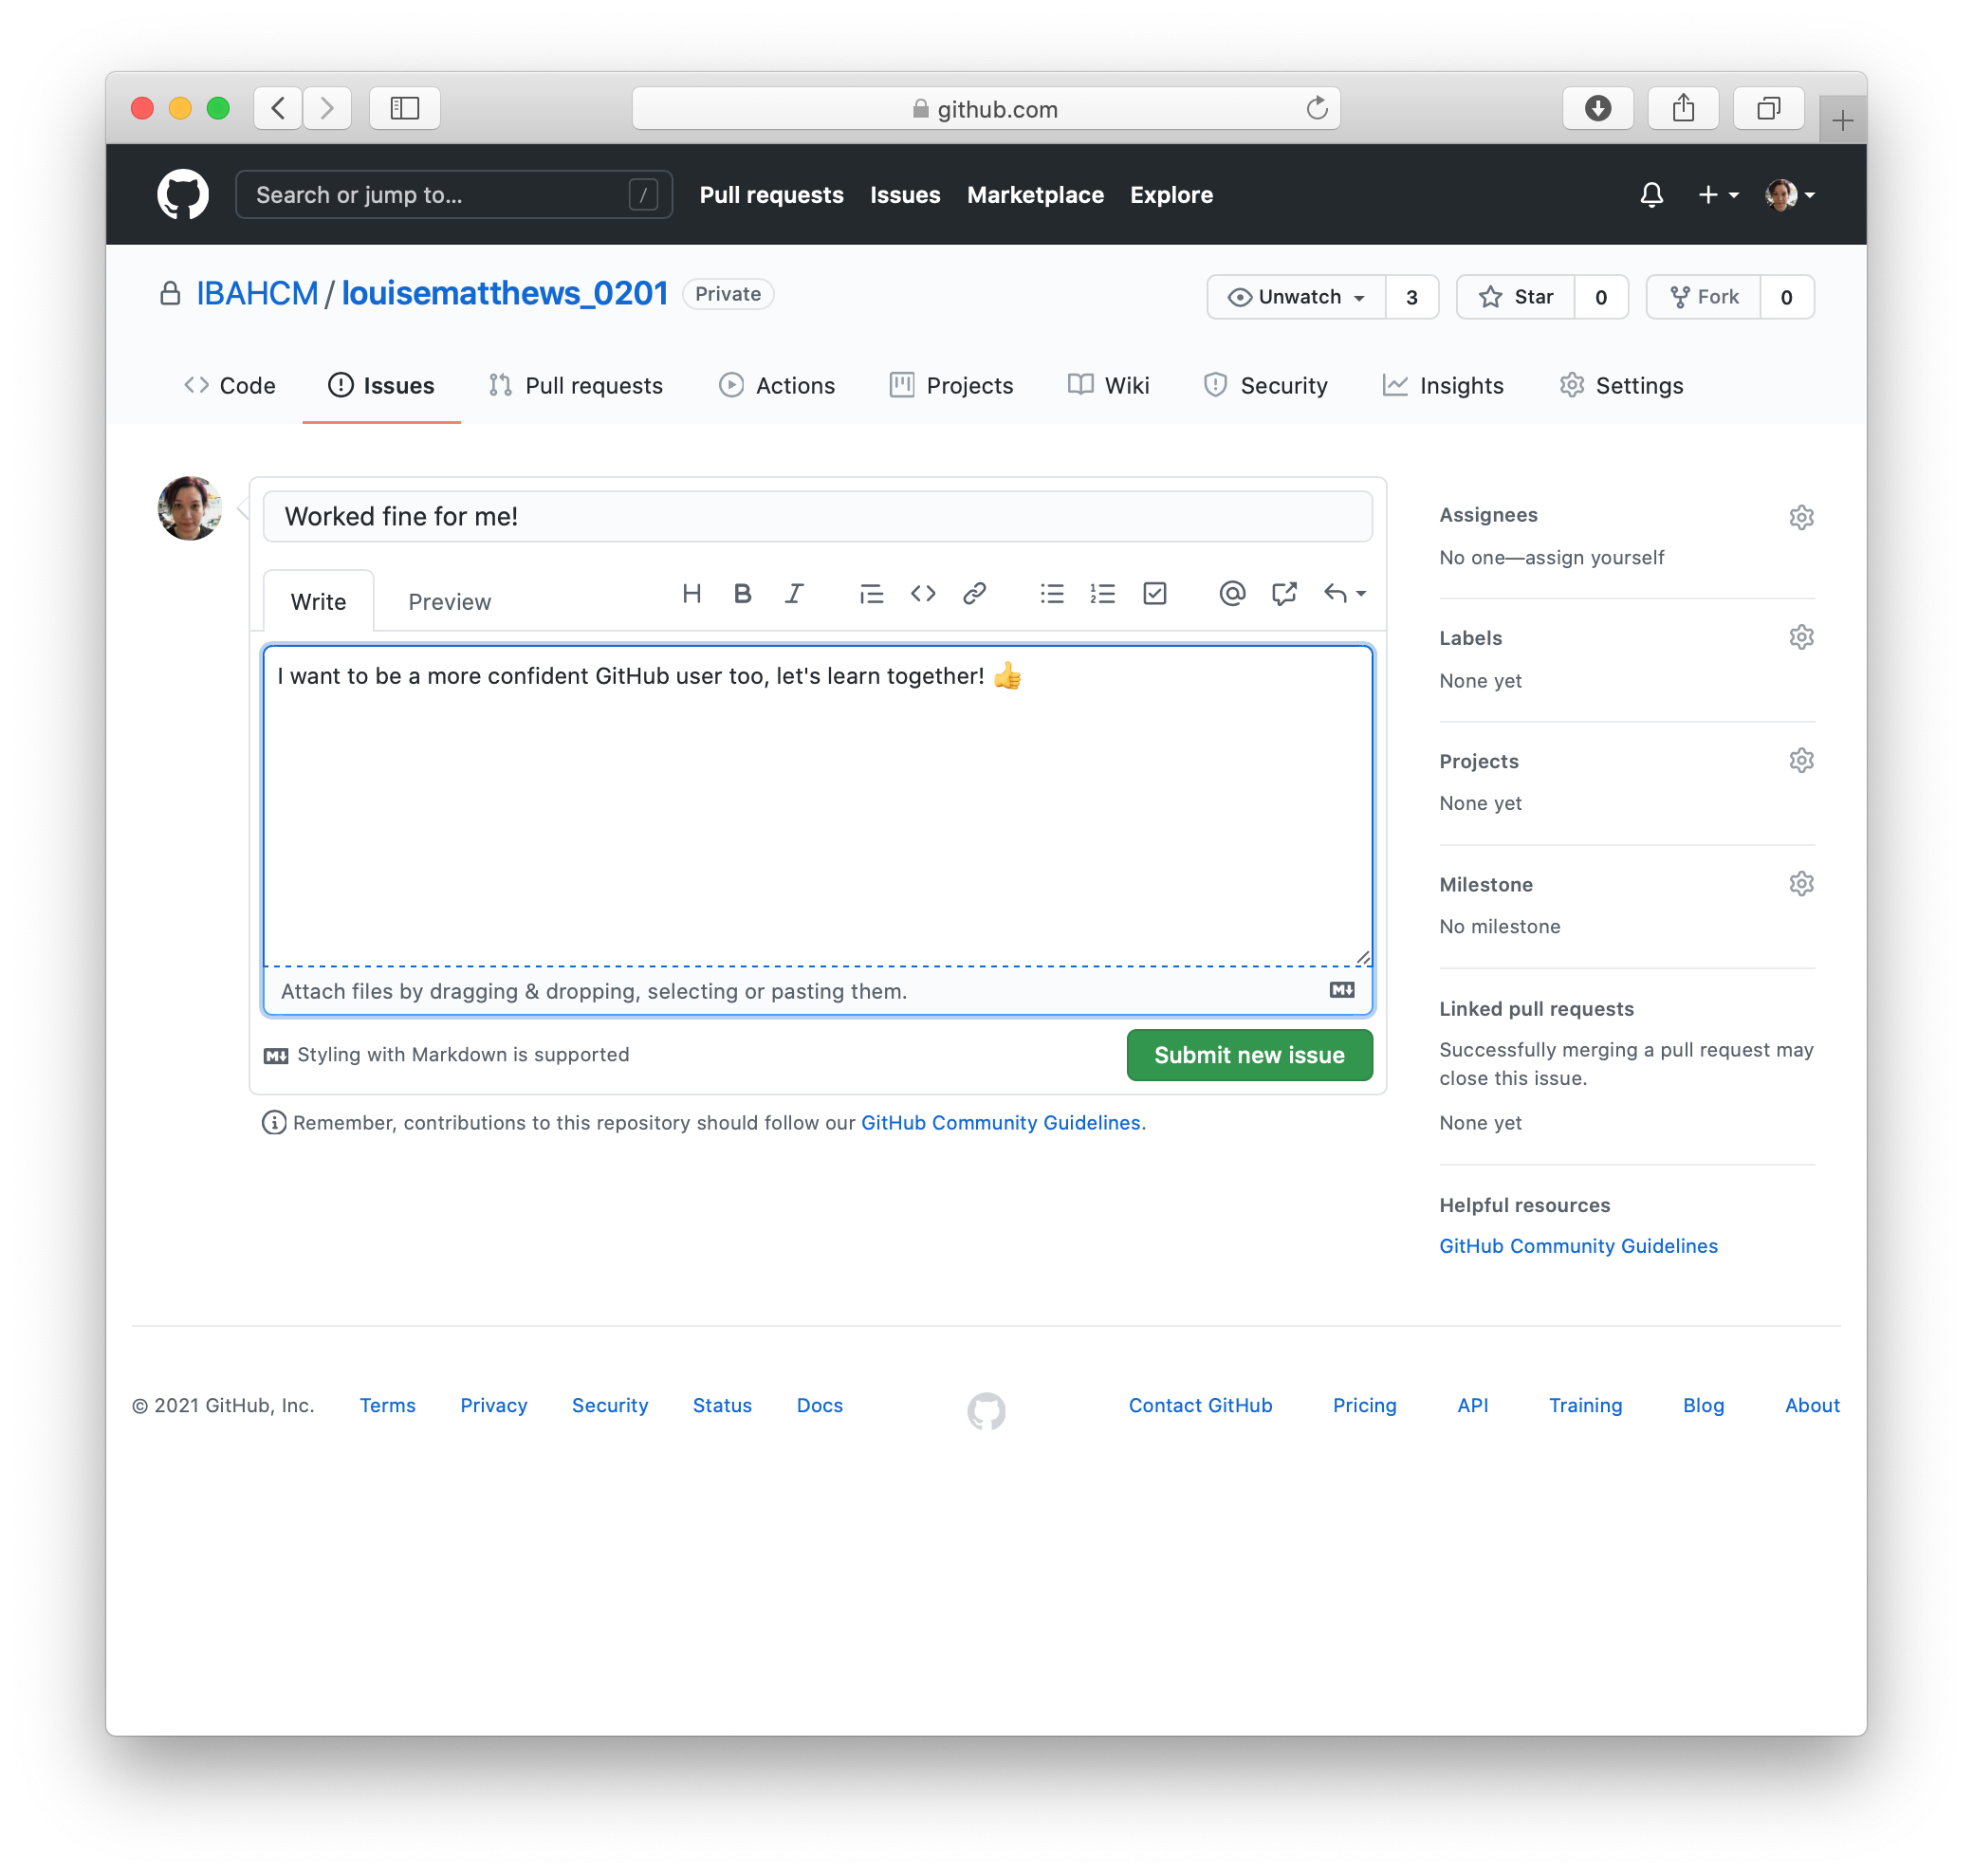 github.com
Search or jump to... /
Pull requests Issues Marketplace Explore
IBAHCM / louisematthews_0201 Private
Unwatch 3 Star 0 Fork 0
Code Issues Pull requests Actions Projects Wiki Security Insights Settings
Worked fine for me!
Write Preview
I want to be a more confident GitHub user too, let's learn together! 👍
Attach files by dragging & dropping, selecting or pasting them.
Styling with Markdown is supported
Submit new issue
Remember, contributions to this repository should follow our GitHub Community Guidelines.
Assignees
No one—assign yourself
Labels
None yet
Projects
None yet
Milestone
No milestone
Linked pull requests
Successfully merging a pull request may
close this issue.
None yet
Helpful resources
GitHub Community Guidelines
© 2021 GitHub, Inc. Terms Privacy Security Status Docs Contact GitHub Pricing API Training Blog About